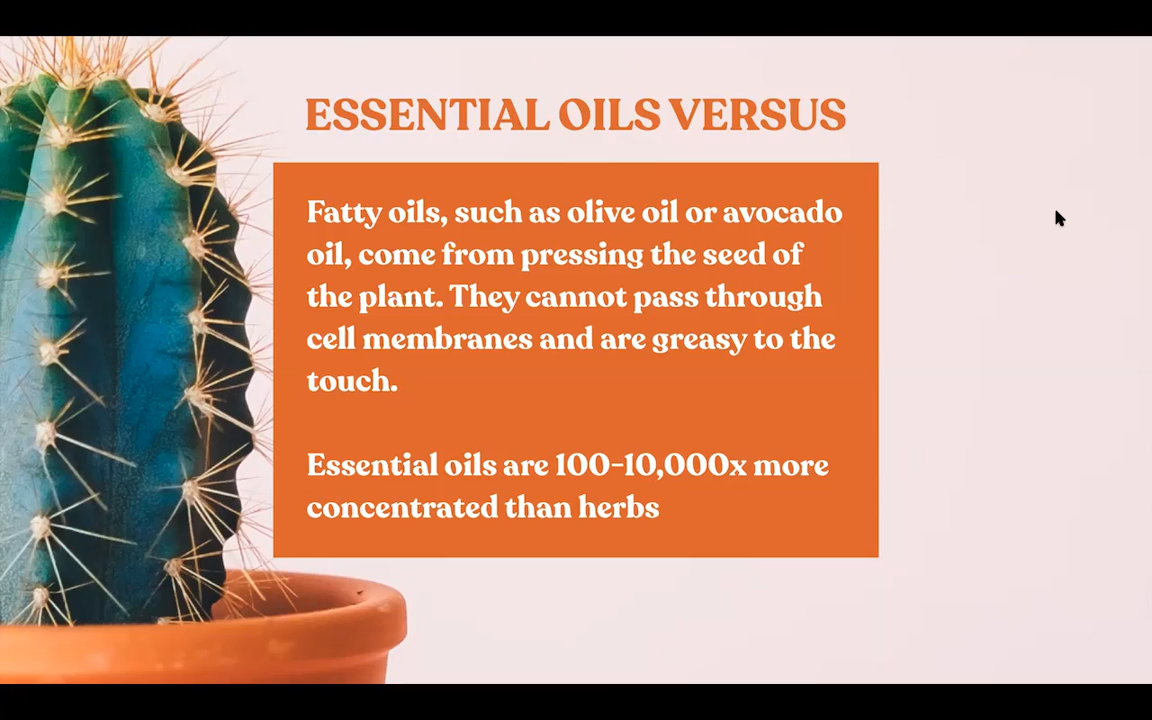 ESSENTIAL OILS VERSUS
Fatty oils, such as olive oil or avocado
oil, come from pressing the seed of
the plant. They cannot pass through
cell membranes and are greasy to the
touch.
Essential oils are 100-10,000x more
concentrated than herbs